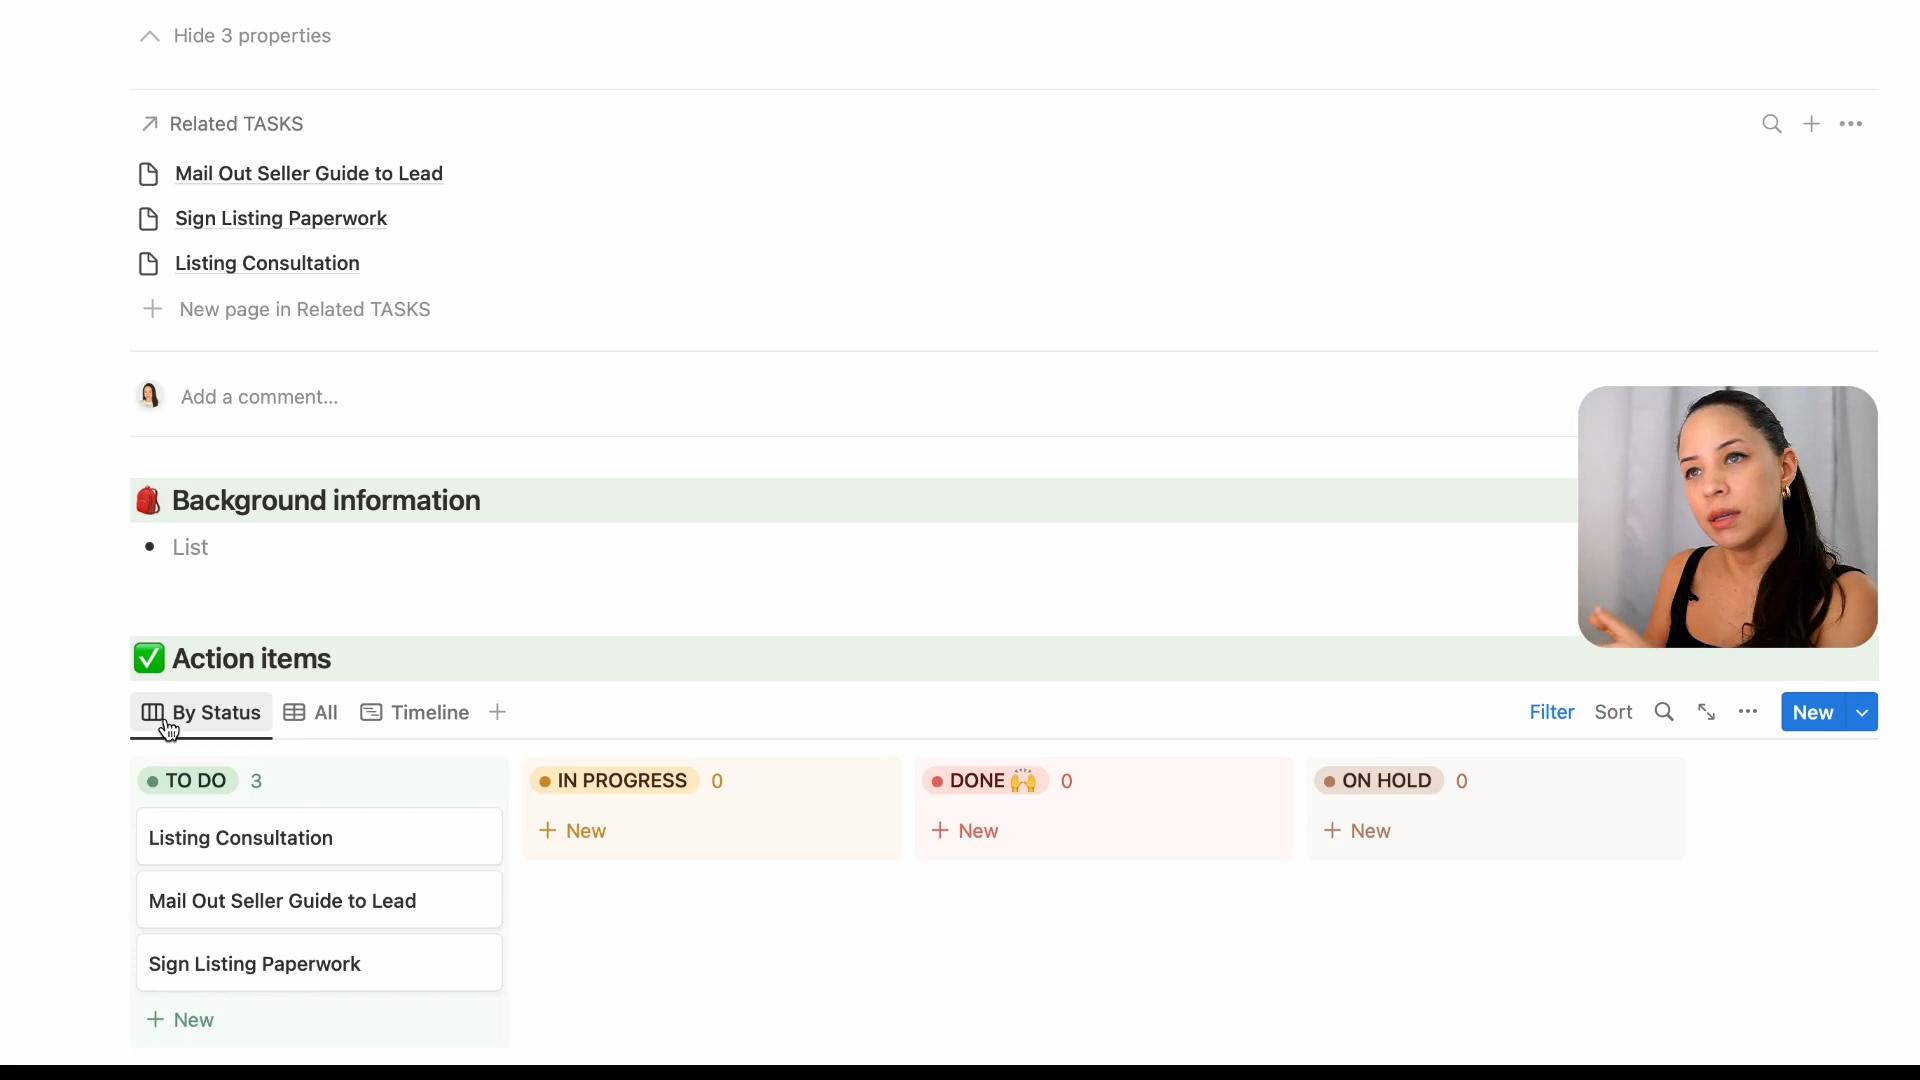 Hide 3 properties
Related TASKS
Mail Out Seller Guide to Lead
Sign Listing Paperwork
Listing Consultation
New page in Related TASKS
Add a comment...
Background information
List
Action items
By Status All Timeline
Filter Sort New
TO DO 3
Listing Consultation
Mail Out Seller Guide to Lead
Sign Listing Paperwork
New
IN PROGRESS 0
New
DONE 🙌 0
New
ON HOLD 0
New